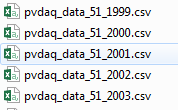 pvdaq_data_51_1999.csv
pvdaq_data_51_2000.csv
pvdaq_data_51_2001.csv
pvdaq_data_51_2002.csv
pvdaq_data_51_2003.csv